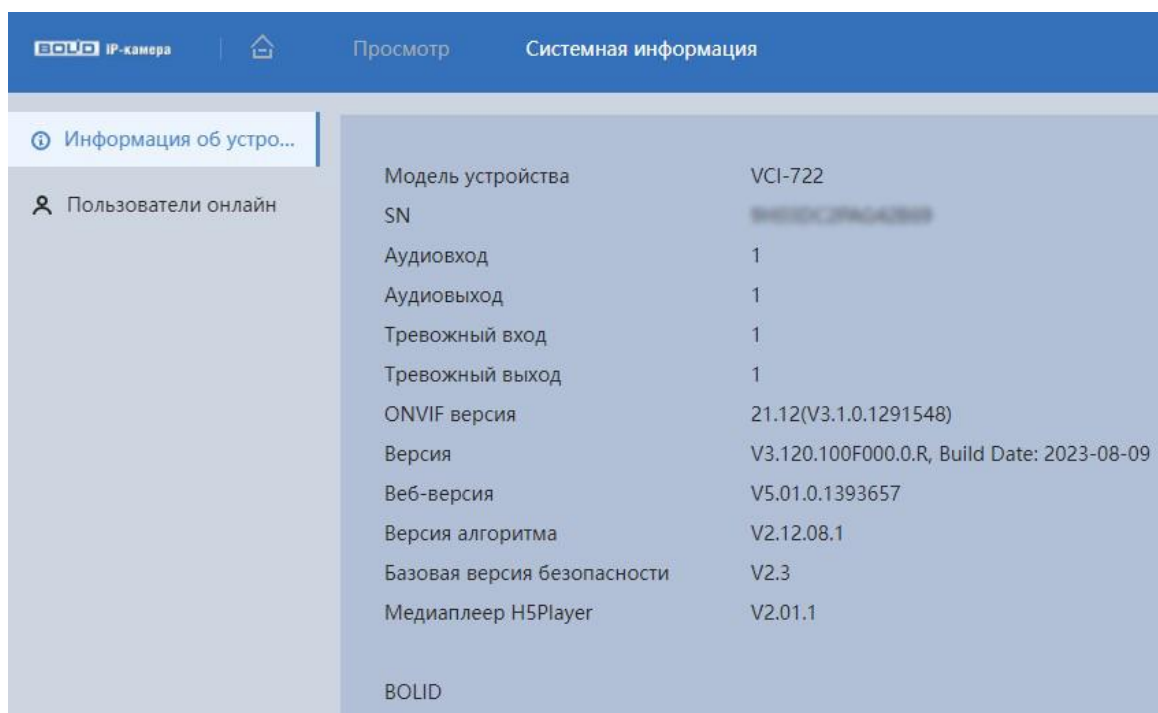 BOLID IP-камера Просмотр Системная информация
Информация об устро...
Пользователи онлайн
Модель устройства VCI-722
SN
Аудиовход 1
Аудиовыход 1
Тревожный вход 1
Тревожный выход 1
ONVIF версия 21.12(V3.1.0.1291548)
Версия V3.120.100F000.0.R, Build Date: 2023-08-09
Веб-версия V5.01.0.1393657
Версия алгоритма V2.12.08.1
Базовая версия безопасности V2.3
Медиаплеер H5Player V2.01.1
BOLID